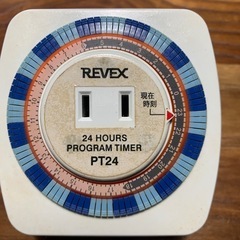 REVEX
現在
時刻
24 HOURS
PROGRAM TIMER
PT24